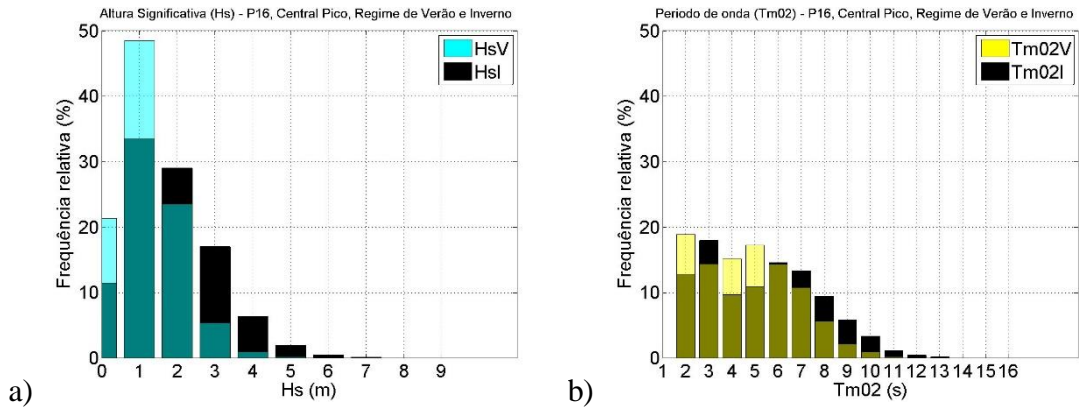 Altura Significativa (Hs) - P16, Central Pico, Regime de Verão e Inverno
50
40
30
20
10
0
Frequência relativa (%)
HsV
HsI
0 1 2 3 4 5 6 7 8 9
Hs (m)
a)
Periodo de onda (Tm02) - P16, Central Pico, Regime de Verão e Inverno
50
40
30
20
10
0
Frequência relativa (%)
Tm02V
Tm02I
1 2 3 4 5 6 7 8 9 10 11 12 13 14 15 16
Tm02 (s)
b)